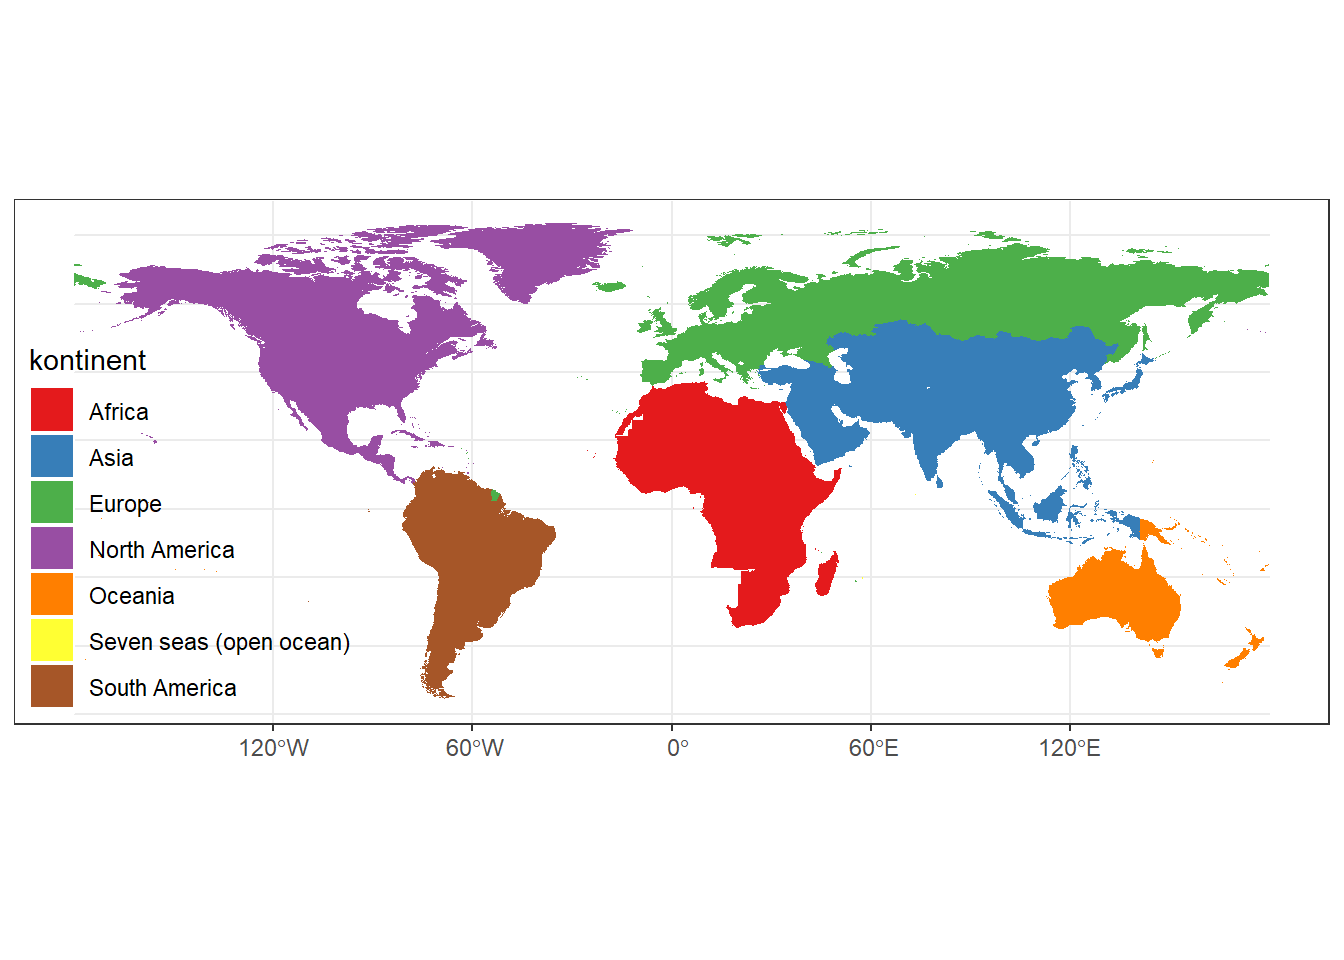 kontinent
Africa
Asia
Europe
North America
Oceania
Seven seas (open ocean)
South America
120°W 60°W 0° 60°E 120°E